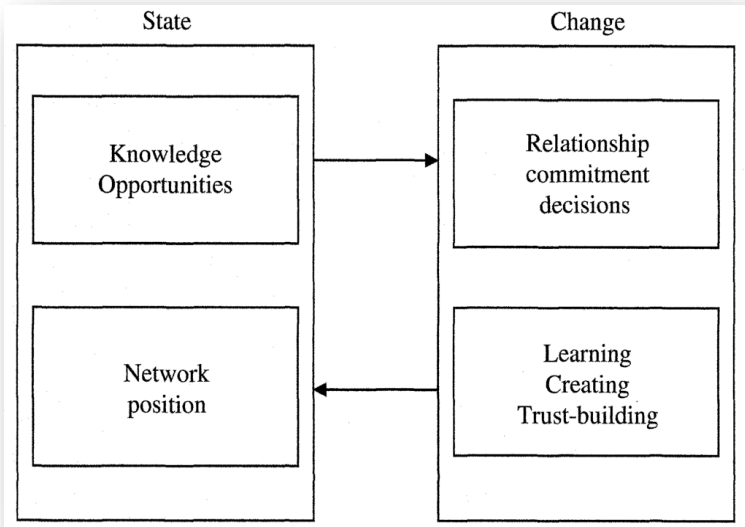 State
Change
Knowledge
Opportunities
Relationship
commitment
decisions
Network
position
Learning
Creating
Trust-building